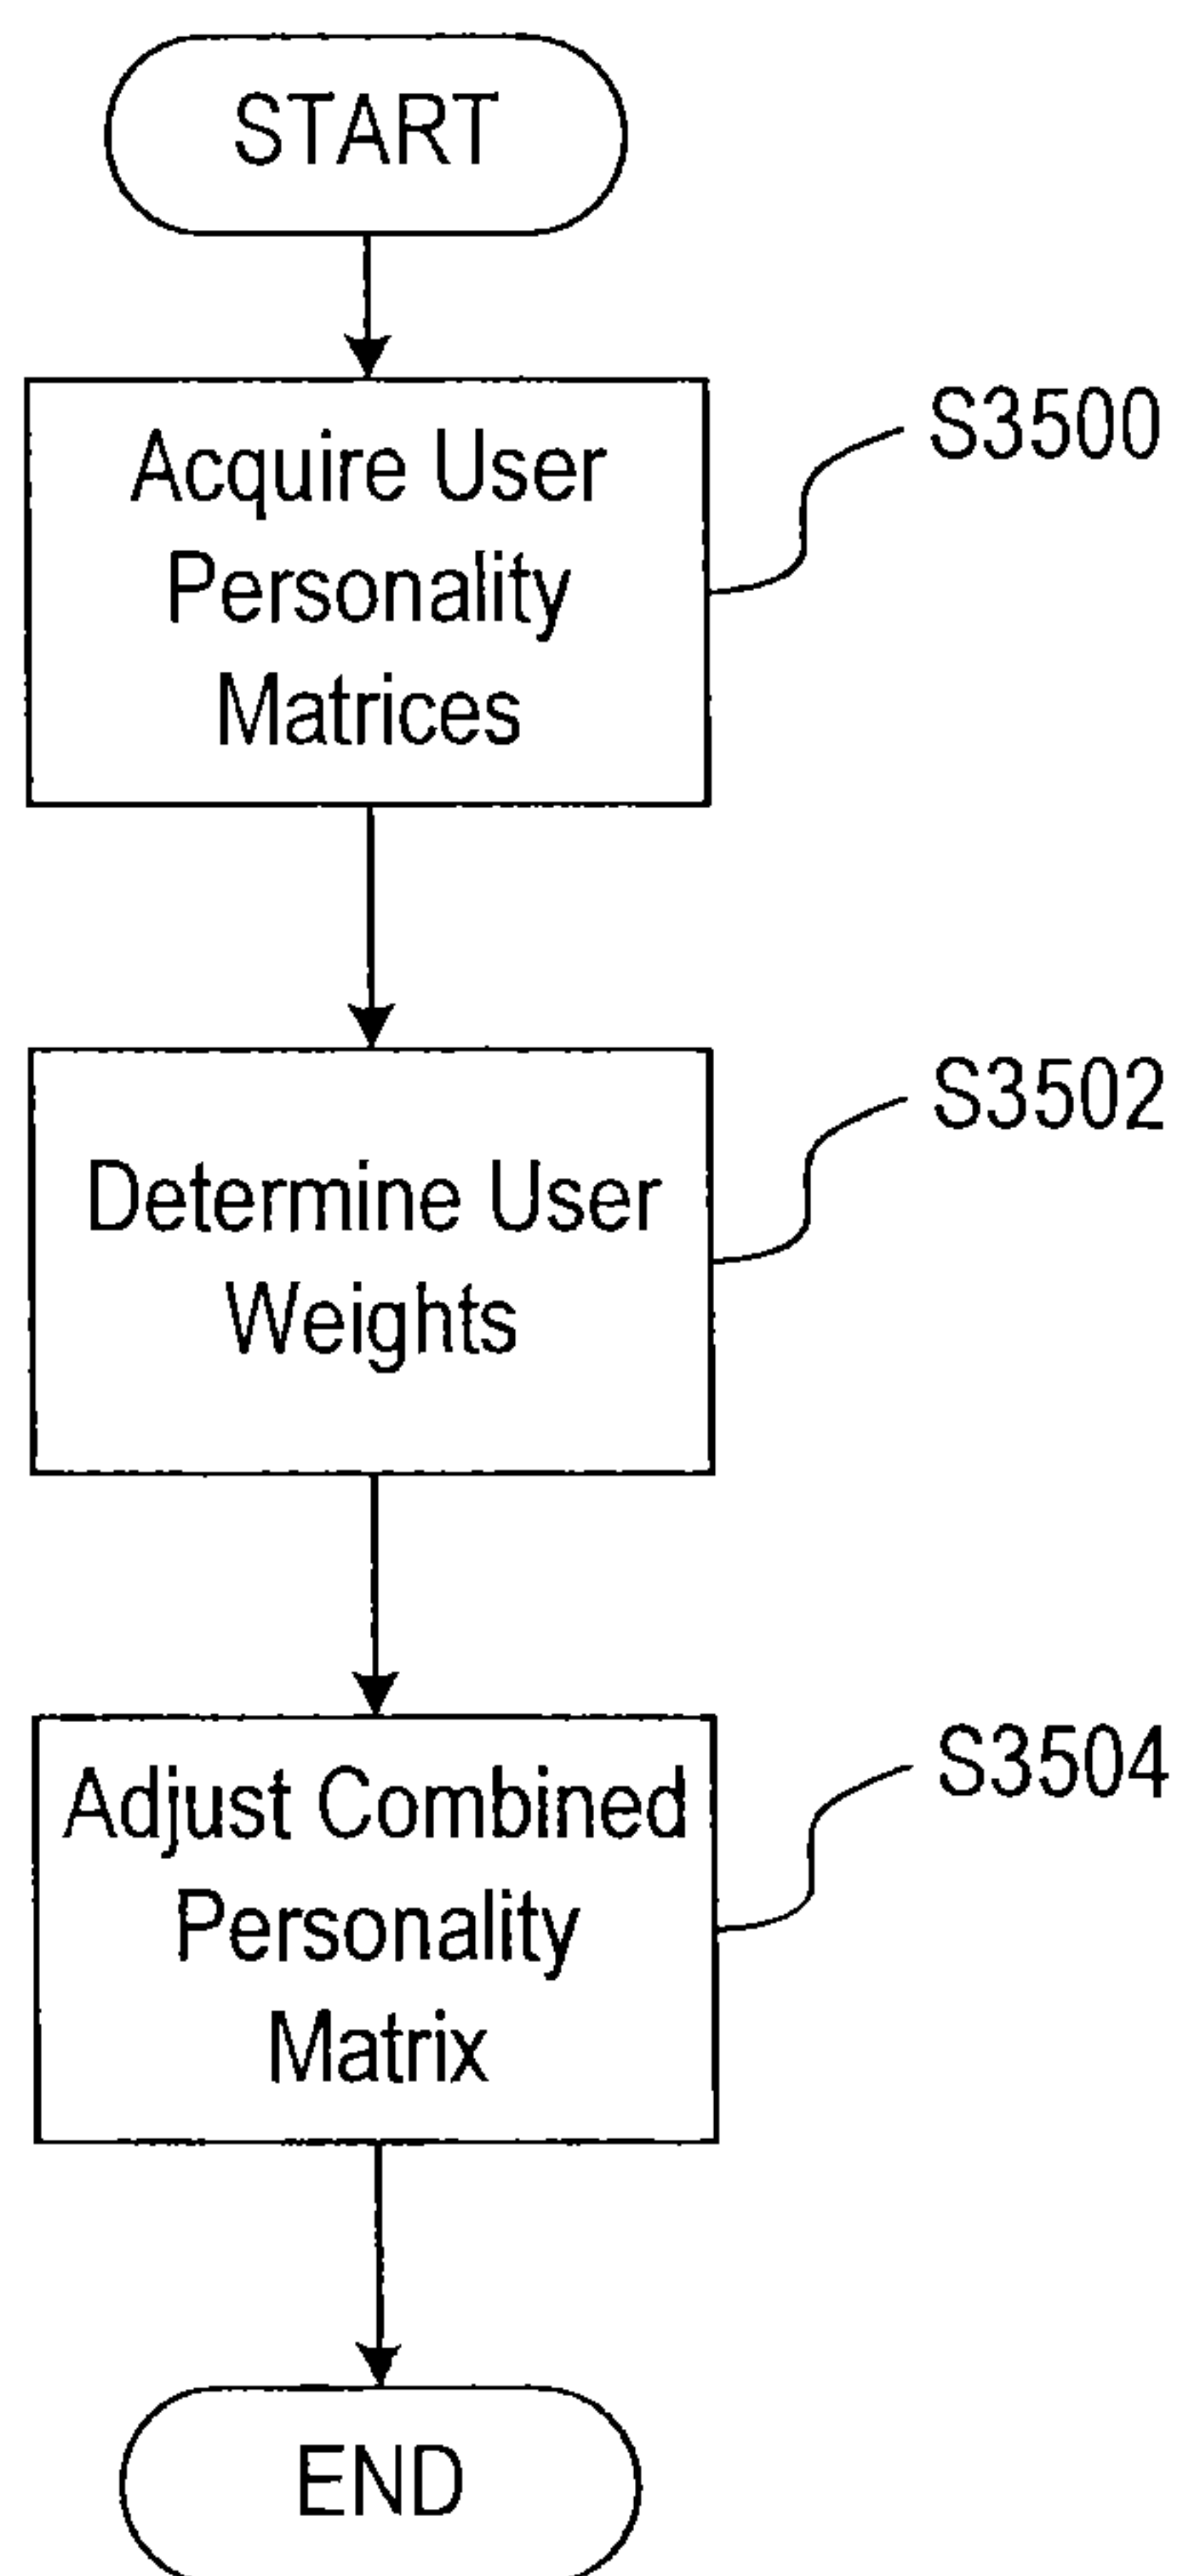 START
Acquire User
Personality
Matrices
S3500
Determine User
Weights
S3502
Adjust Combined
Personality
Matrix
S3504
END